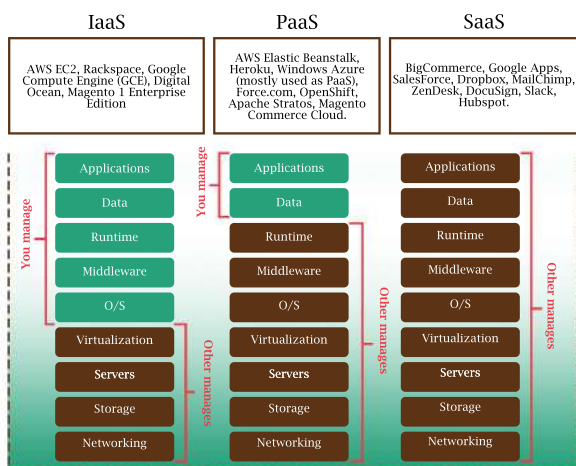 IaaS
AWS EC2, Rackspace, Google
Compute Engine (GCE), Digital
Ocean, Magento 1 Enterprise
Edition
PaaS
AWS Elastic Beanstalk,
Heroku, Windows Azure
(mostly used as PaaS),
Force.com, OpenShift,
Apache Stratos, Magento
Commerce Cloud.
SaaS
BigCommerce, Google Apps,
SalesForce, Dropbox, MailChimp,
ZenDesk, DocuSign, Slack,
Hubspot.
You manage
Applications
Data
Runtime
Middleware
O/S
Virtualization
Servers
Storage
Networking
Other manages
You manage
Applications
Data
Runtime
Middleware
O/S
Virtualization
Servers
Storage
Networking
Other manages
Applications
Data
Runtime
Middleware
O/S
Virtualization
Servers
Storage
Networking
Other manages